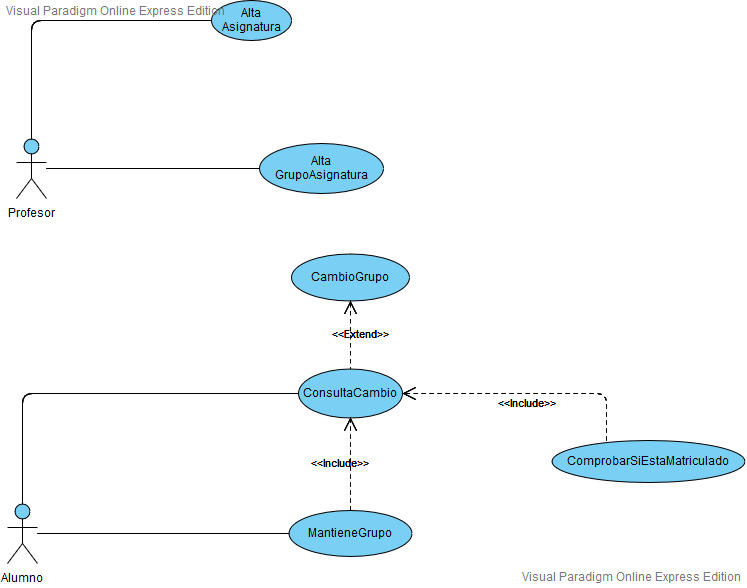 Visual Paradigm Online Express Edition
Alta
Asignatura
Alta
GrupoAsignatura
Profesor
CambioGrupo
<<Extend>>
ConsultaCambio
<<Include>>
<<Include>>
ComprobarSiEstaMatriculado
MantieneGrupo
Alumno
Visual Paradigm Online Express Edition